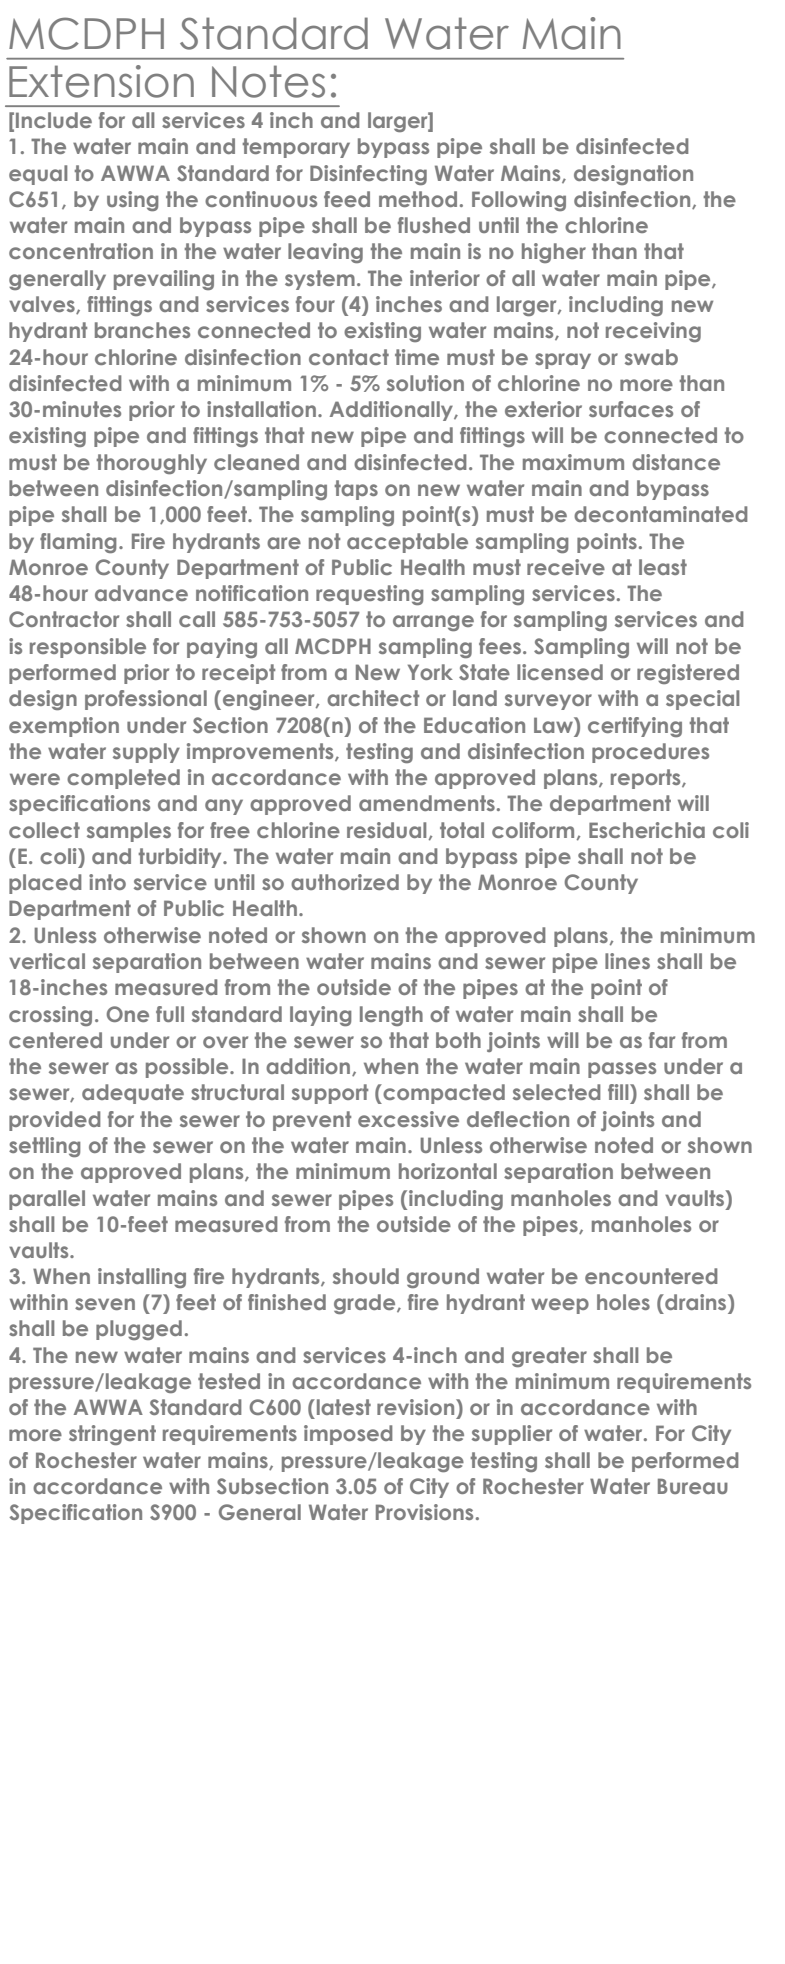 MCDPH Standard Water Main
Extension Notes:
[Include for all services 4 inch and larger]
1. The water main and temporary bypass pipe shall be disinfected
equal to AWWA Standard for Disinfecting Water Mains, designation
C651, by using the continuous feed method. Following disinfection, the
water main and bypass pipe shall be flushed until the chlorine
concentration in the water leaving the main is no higher than that
generally prevailing in the system. The interior of all water main pipe,
valves, fittings and services four (4) inches and larger, including new
hydrant branches connected to existing water mains, not receiving
24-hour chlorine disinfection contact time must be spray or swab
disinfected with a minimum 1% - 5% solution of chlorine no more than
30-minutes prior to installation. Additionally, the exterior surfaces of
existing pipe and fittings that new pipe and fittings will be connected to
must be thoroughly cleaned and disinfected. The maximum distance
between disinfection/sampling taps on new water main and bypass
pipe shall be 1,000 feet. The sampling point(s) must be decontaminated
by flaming. Fire hydrants are not acceptable sampling points. The
Monroe County Department of Public Health must receive at least
48-hour advance notification requesting sampling services. The
Contractor shall call 585-753-5057 to arrange for sampling services and
is responsible for paying all MCDPH sampling fees. Sampling will not be
performed prior to receipt from a New York State licensed or registered
design professional (engineer, architect or land surveyor with a special
exemption under Section 7208(n) of the Education Law) certifying that
the water supply improvements, testing and disinfection procedures
were completed in accordance with the approved plans, reports,
specifications and any approved amendments. The department will
collect samples for free chlorine residual, total coliform, Escherichia coli
(E. coli) and turbidity. The water main and bypass pipe shall not be
placed into service until so authorized by the Monroe County
Department of Public Health.
2. Unless otherwise noted or shown on the approved plans, the minimum
vertical separation between water mains and sewer pipe lines shall be
18-inches measured from the outside of the pipes at the point of
crossing. One full standard laying length of water main shall be
centered under or over the sewer so that both joints will be as far from
the sewer as possible. In addition, when the water main passes under a
sewer, adequate structural support (compacted selected fill) shall be
provided for the sewer to prevent excessive deflection of joints and
settling of the sewer on the water main. Unless otherwise noted or shown
on the approved plans, the minimum horizontal separation between
parallel water mains and sewer pipes (including manholes and vaults)
shall be 10-feet measured from the outside of the pipes, manholes or
vaults.
3. When installing fire hydrants, should ground water be encountered
within seven (7) feet of finished grade, fire hydrant weep holes (drains)
shall be plugged.
4. The new water mains and services 4-inch and greater shall be
pressure/leakage tested in accordance with the minimum requirements
of the AWWA Standard C600 (latest revision) or in accordance with
more stringent requirements imposed by the supplier of water. For City
of Rochester water mains, pressure/leakage testing shall be performed
in accordance with Subsection 3.05 of City of Rochester Water Bureau
Specification S900 - General Water Provisions.